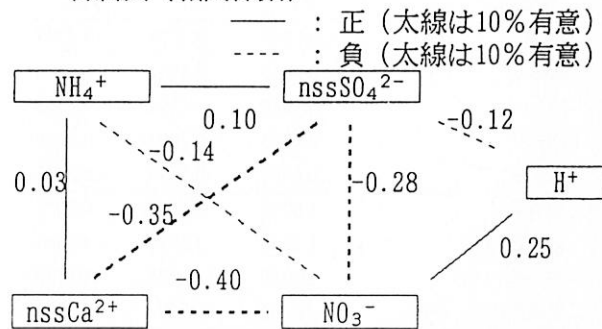 : 正 (太線は10%有意)
: 負 (太線は10%有意)
NH₄⁺
nssSO₄²⁻
0.10
-0.12
-0.14
0.03
-0.28
H⁺
-0.35
0.25
-0.40
nssCa²⁺
NO₃⁻